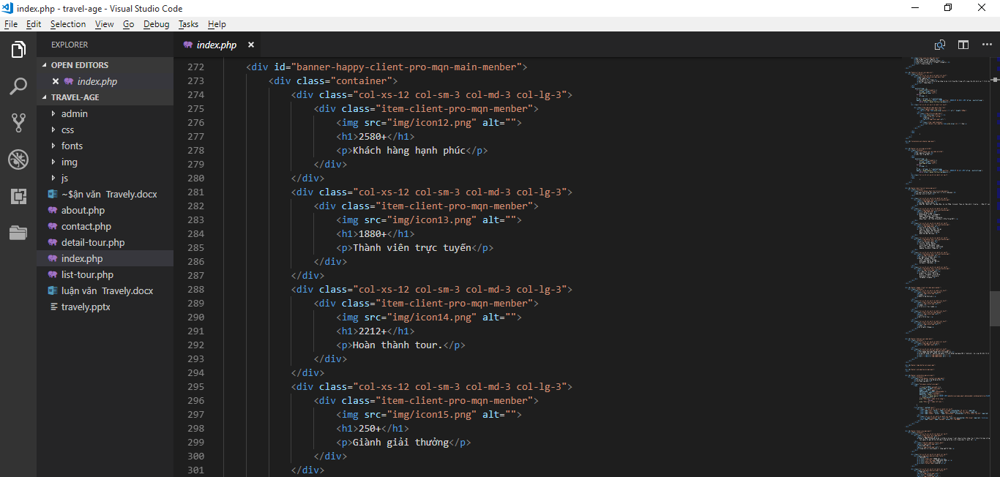 index.php - travel-age - Visual Studio Code
File Edit Selection View Go Debug Tasks Help
EXPLORER
OPEN EDITORS
index.php
TRAVEL-AGE
admin
css
fonts
img
js
~$ận văn Travely.docx
about.php
contact.php
detail-tour.php
index.php
list-tour.php
luận văn Travely.docx
travely.pptx
index.php
272 <div id="banner-happy-client-pro-mqn-main-menber">
273 <div class="container">
274 <div class="col-xs-12 col-sm-3 col-md-3 col-lg-3">
275 <div class="item-client-pro-mqn-menber">
276 <img src="img/icon12.png" alt="">
277 <h1>2580+</h1>
278 <p>Khách hàng hạnh phúc</p>
279 </div>
280 </div>
281 <div class="col-xs-12 col-sm-3 col-md-3 col-lg-3">
282 <div class="item-client-pro-mqn-menber">
283 <img src="img/icon13.png" alt="">
284 <h1>1880+</h1>
285 <p>Thành viên trực tuyến</p>
286 </div>
287 </div>
288 <div class="col-xs-12 col-sm-3 col-md-3 col-lg-3">
289 <div class="item-client-pro-mqn-menber">
290 <img src="img/icon14.png" alt="">
291 <h1>2212+</h1>
292 <p>Hoàn thành tour.</p>
293 </div>
294 </div>
295 <div class="col-xs-12 col-sm-3 col-md-3 col-lg-3">
296 <div class="item-client-pro-mqn-menber">
297 <img src="img/icon15.png" alt="">
298 <h1>250+</h1>
299 <p>Giành giải thưởng</p>
300 </div>
301 </div>